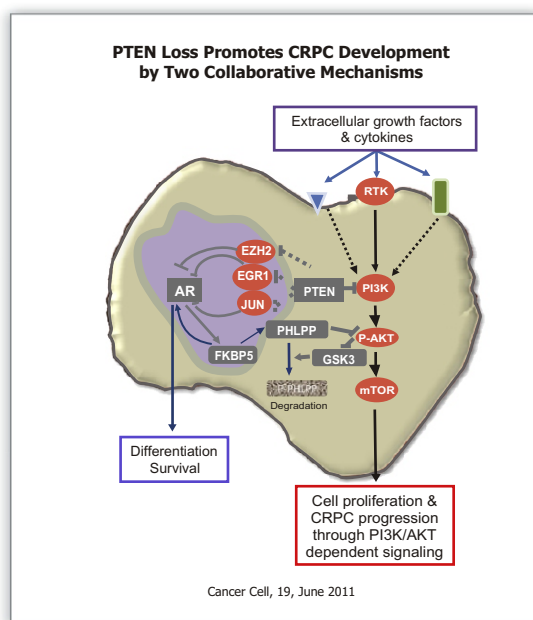 PTEN Loss Promotes CRPC Development
by Two Collaborative Mechanisms
Extracellular growth factors
& cytokines
RTK
EZH2
EGR1
AR
PTEN
PI3K
JUN
PHLPP
P-AKT
FKBP5
GSK3
P-PHLPP
mTOR
Degradation
Differentiation
Survival
Cell proliferation &
CRPC progression
through PI3K/AKT
dependent signaling
Cancer Cell, 19, June 2011